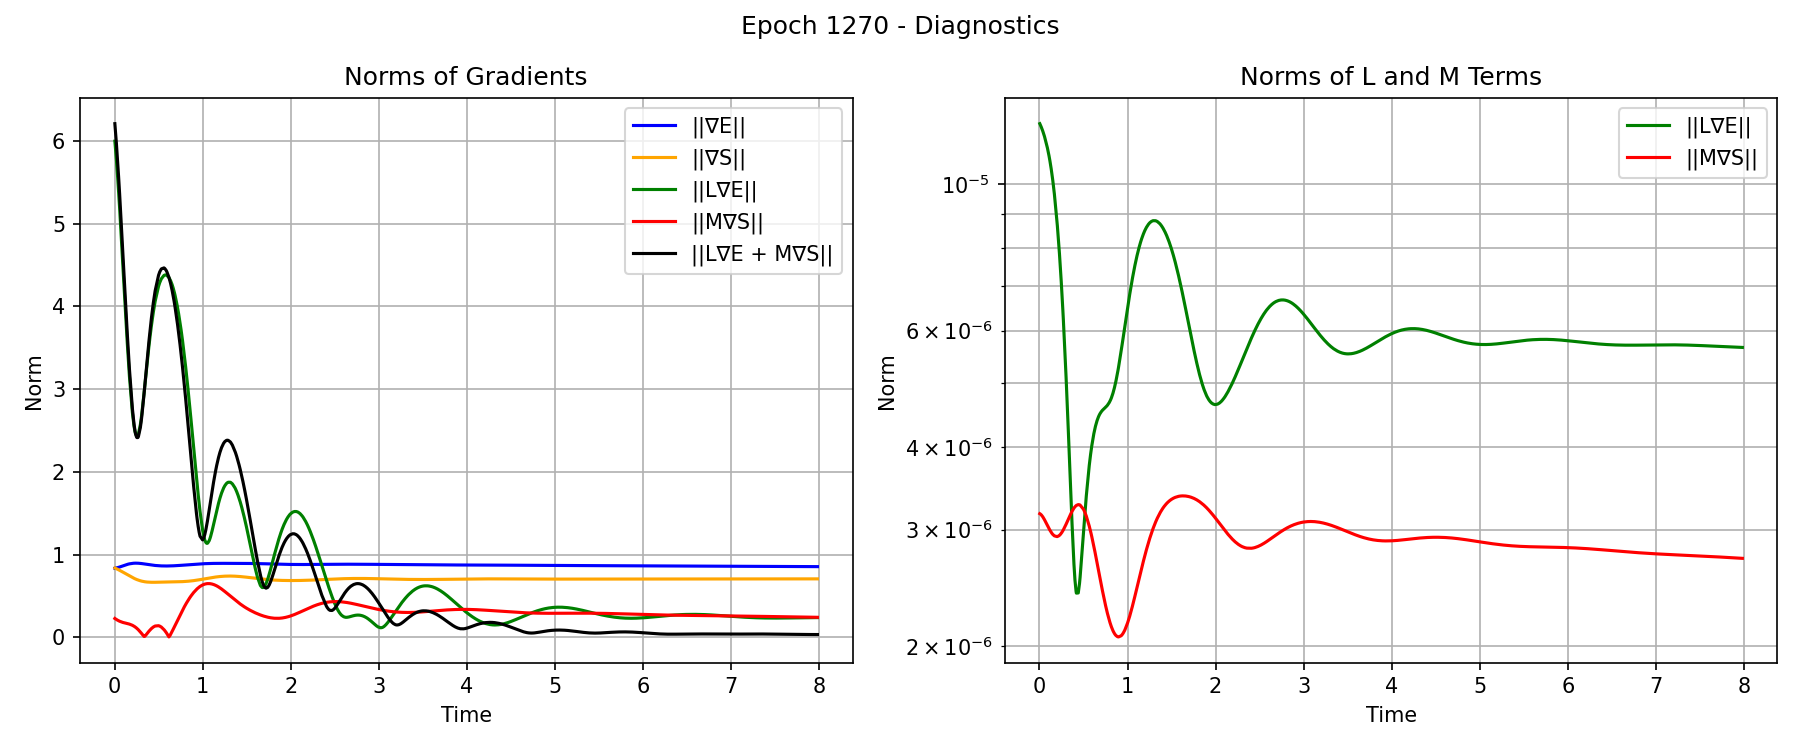 Epoch 1270 - Diagnostics
Norms of Gradients
Norm
6
5
4
3
2
1
0
0 1 2 3 4 5 6 7 8
Time
||∇E||
||∇S||
||L∇E||
||M∇S||
||L∇E + M∇S||
Norms of L and M Terms
Norm
10⁻⁵
6 × 10⁻⁶
4 × 10⁻⁶
3 × 10⁻⁶
2 × 10⁻⁶
0 1 2 3 4 5 6 7 8
Time
||L∇E||
||M∇S||